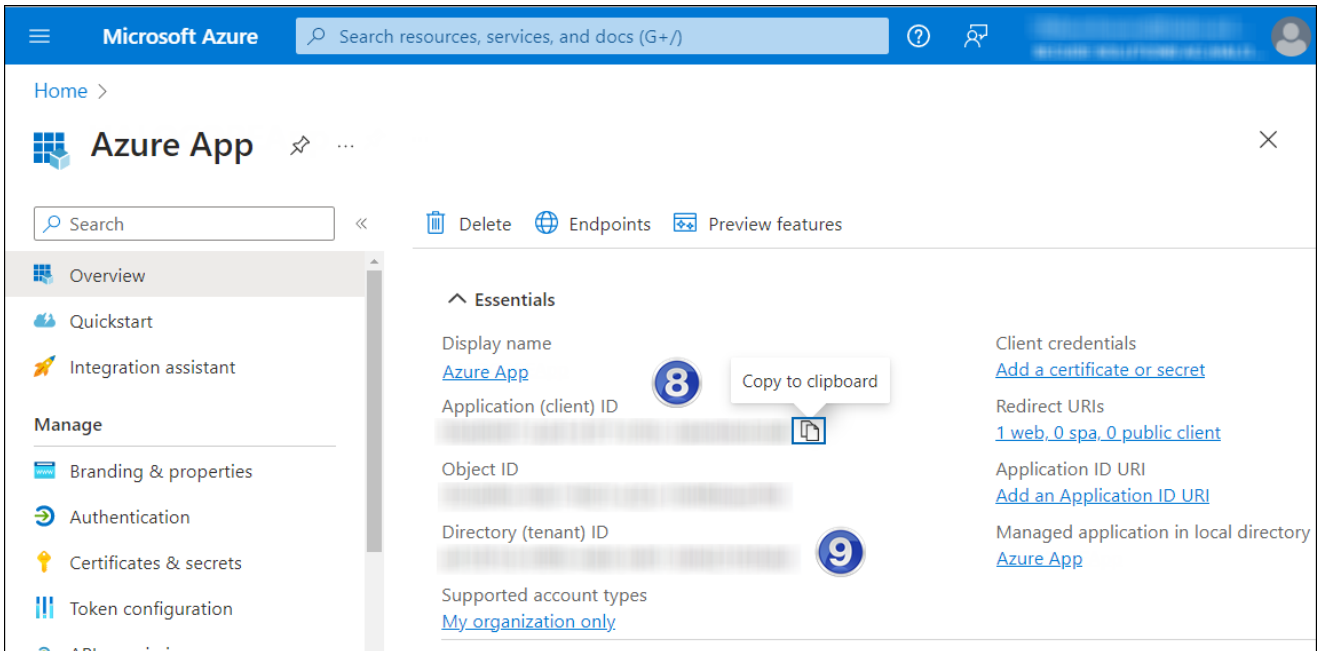 Microsoft Azure
Search resources, services, and docs (G+/)
Home >
Azure App
...
Search
«
Delete
Endpoints
Preview features
Overview
Quickstart
Integration assistant
Manage
Branding & properties
Authentication
Certificates & secrets
Token configuration
Essentials
Display name
Azure App
8
Copy to clipboard
Application (client) ID
Object ID
Directory (tenant) ID
9
Supported account types
My organization only
Client credentials
Add a certificate or secret
Redirect URIs
1 web, 0 spa, 0 public client
Application ID URI
Add an Application ID URI
Managed application in local directory
Azure App